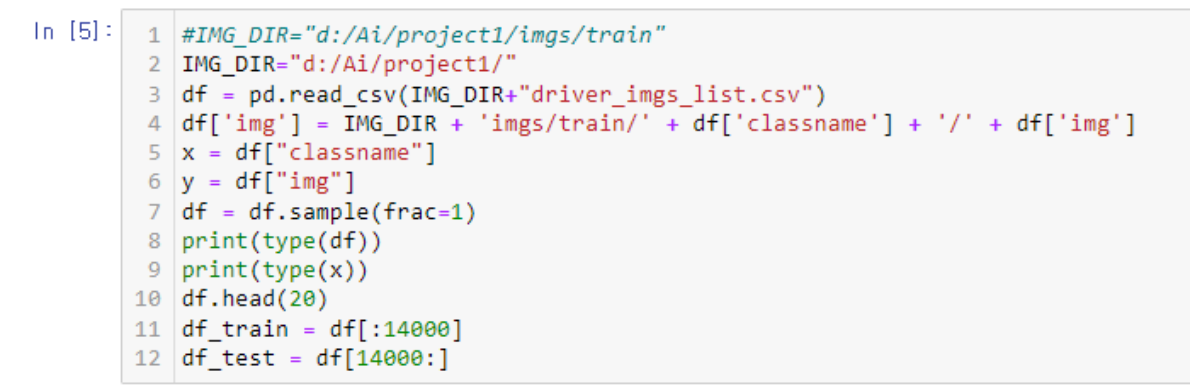 In [5]:
1 #IMG_DIR="d:/Ai/project1/imgs/train"
2 IMG_DIR="d:/Ai/project1/"
3 df = pd.read_csv(IMG_DIR+"driver_imgs_list.csv")
4 df['img'] = IMG_DIR + 'imgs/train/' + df['classname'] + '/' + df['img']
5 x = df["classname"]
6 y = df["img"]
7 df = df.sample(frac=1)
8 print(type(df))
9 print(type(x))
10 df.head(20)
11 df_train = df[:14000]
12 df_test = df[14000:]